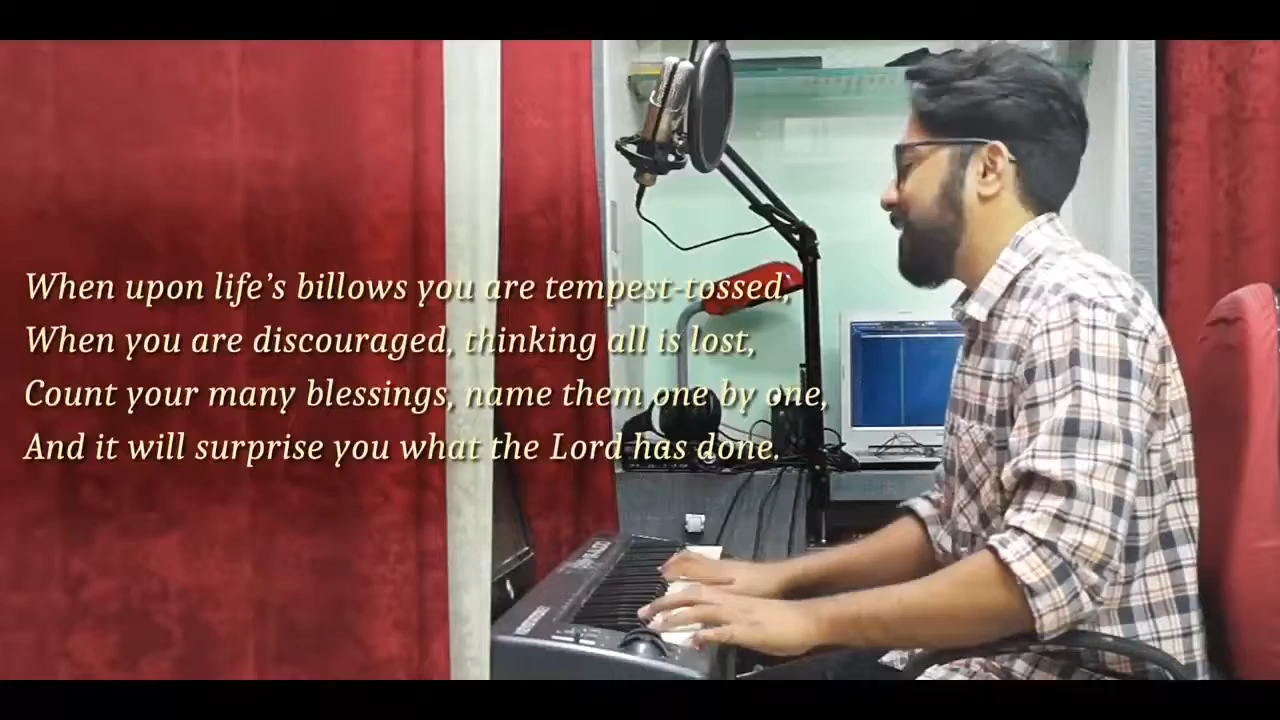 When upon life’s billows you are tempest-tossed,
When you are discouraged, thinking all is lost,
Count your many blessings, name them one by one,
And it will surprise you what the Lord has done.